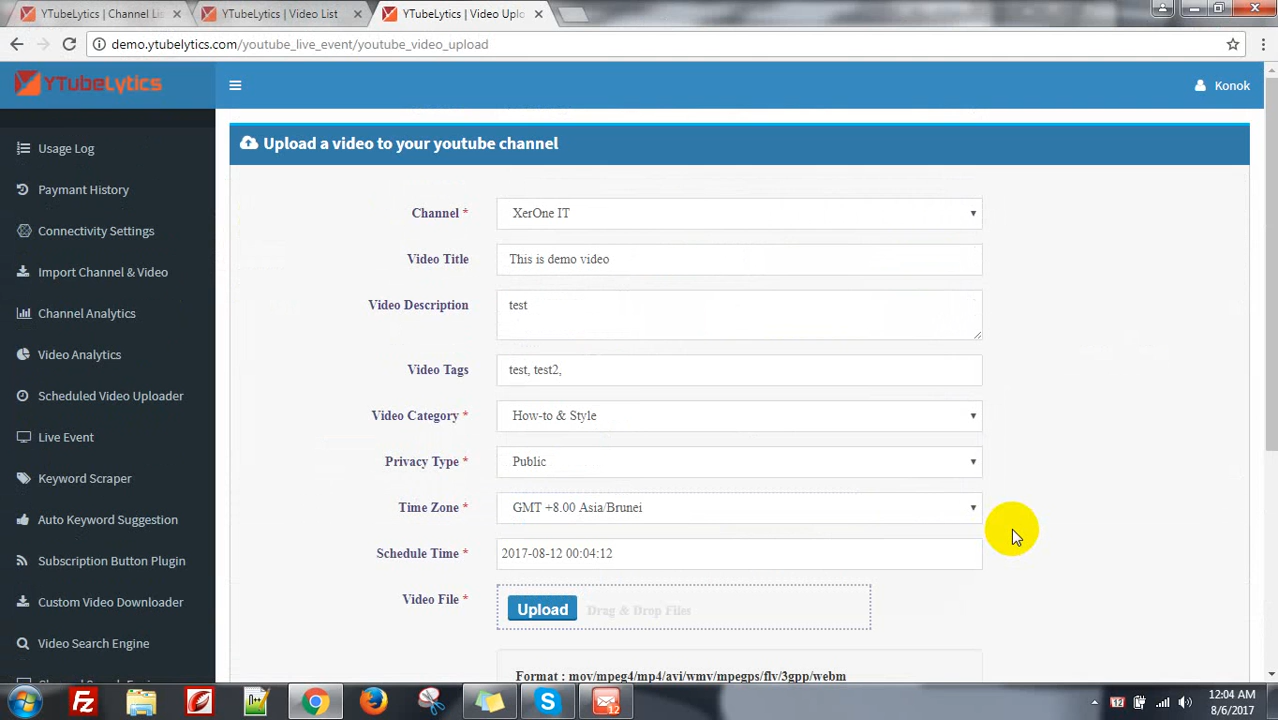 YTubeLytics | Channel Lis
YTubeLytics | Video List
YTubeLytics | Video Uplo
demo.ytubelytics.com/youtube_live_event/youtube_video_upload
YTubeLytics
Konok
Usage Log
Paymant History
Connectivity Settings
Import Channel & Video
Channel Analytics
Video Analytics
Scheduled Video Uploader
Live Event
Keyword Scraper
Auto Keyword Suggestion
Subscription Button Plugin
Custom Video Downloader
Video Search Engine
Upload a video to your youtube channel
Channel * XerOne IT
Video Title This is demo video
Video Description test
Video Tags test, test2,
Video Category * How-to & Style
Privacy Type * Public
Time Zone * GMT +8.00 Asia/Brunei
Schedule Time * 2017-08-12 00:04:12
Video File * Upload Drag & Drop Files
Format : mov/mpeg4/mp4/avi/wmv/mpegps/flv/3gpp/webm
12:04 AM
8/6/2017